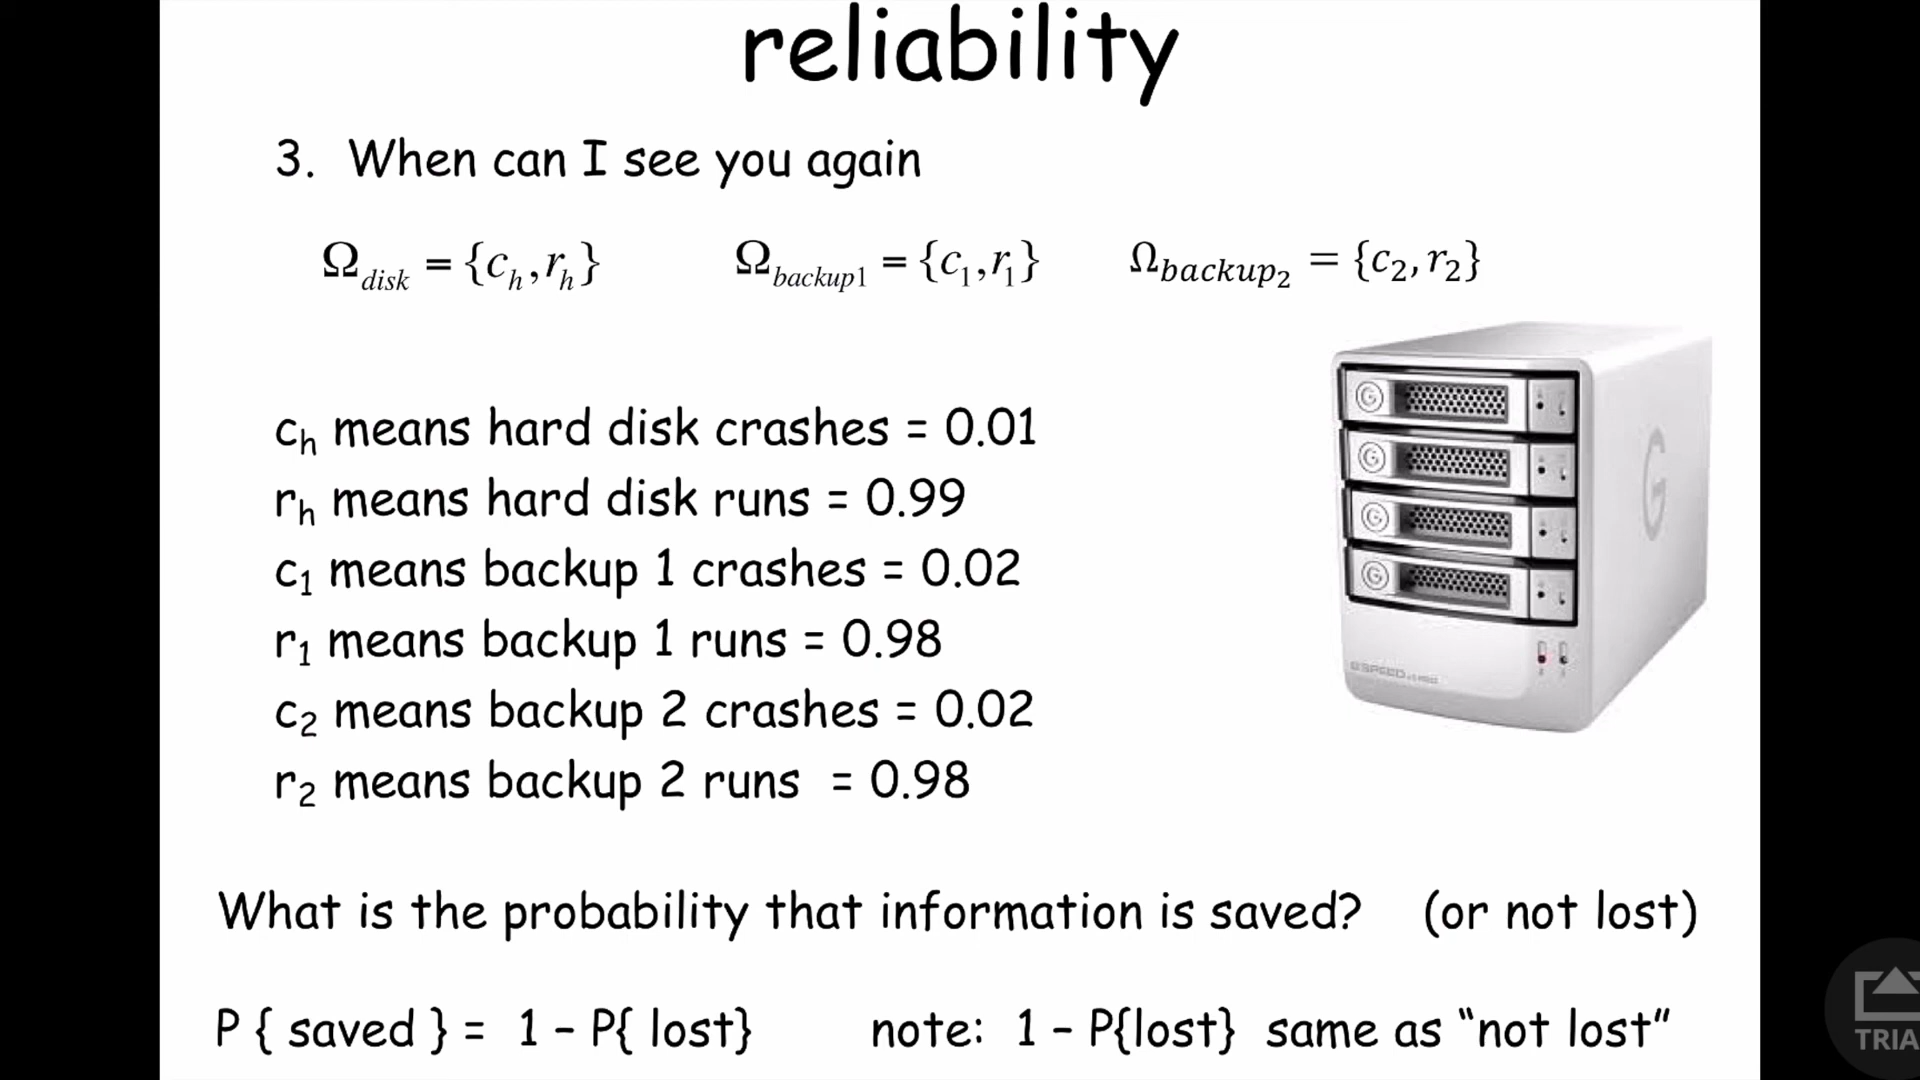 reliability
3. When can I see you again
Ω_disk = {c_h, r_h} Ω_backup1 = {c_1, r_1} Ω_backup_2 = {c_2, r_2}
c_h means hard disk crashes = 0.01
r_h means hard disk runs = 0.99
c_1 means backup 1 crashes = 0.02
r_1 means backup 1 runs = 0.98
c_2 means backup 2 crashes = 0.02
r_2 means backup 2 runs = 0.98
What is the probability that information is saved? (or not lost)
P { saved } = 1 – P{ lost} note: 1 – P{lost} same as “not lost”
G
G
G
G
G
TRIA